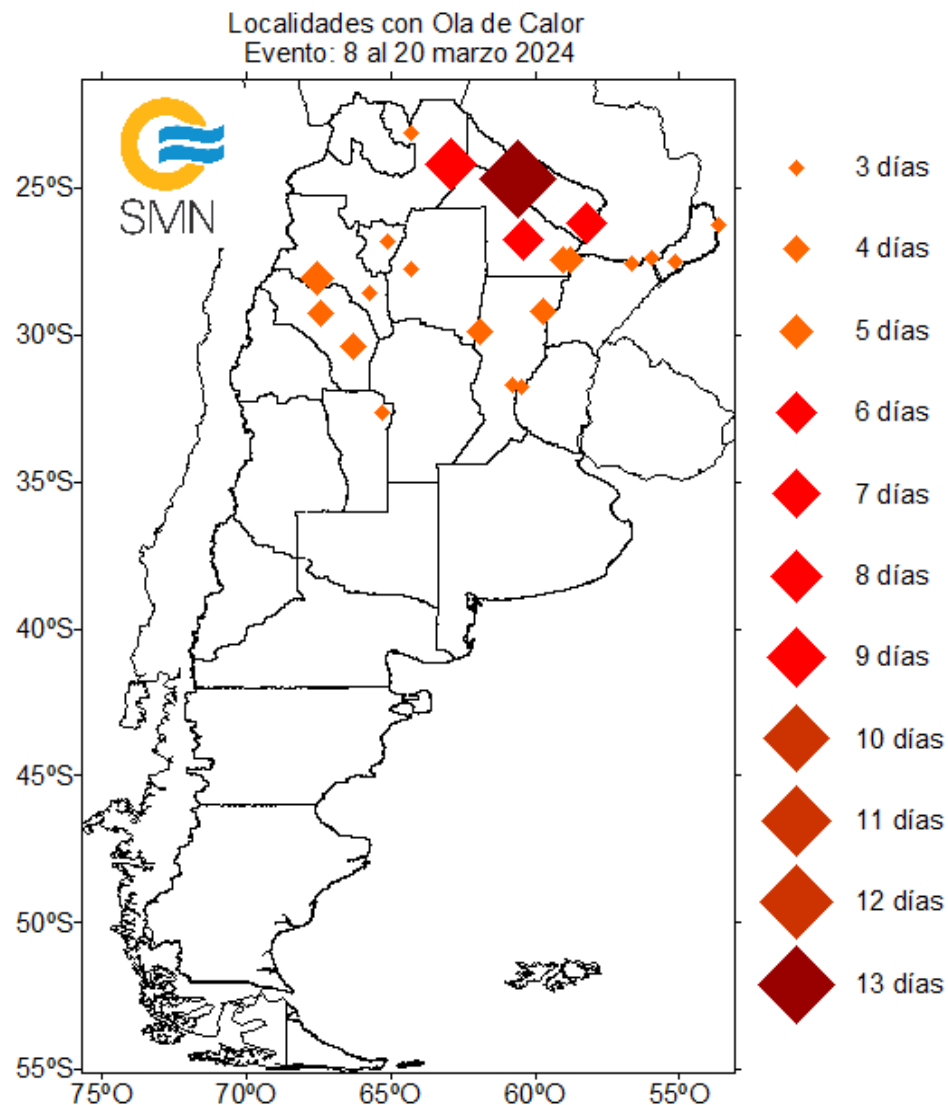 Localidades con Ola de Calor
Evento: 8 al 20 marzo 2024
SMN
25ºS
30ºS
35ºS
40ºS
45ºS
50ºS
55ºS
75ºO
70ºO
65ºO
60ºO
55ºO
3 días
4 días
5 días
6 días
7 días
8 días
9 días
10 días
11 días
12 días
13 días